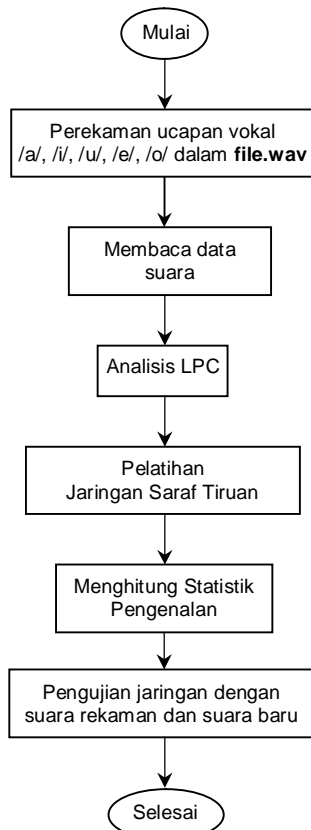 Mulai
Perekaman ucapan vokal
/a/, /i/, /u/, /e/, /o/ dalam file.wav
Membaca data
suara
Analisis LPC
Pelatihan
Jaringan Saraf Tiruan
Menghitung Statistik
Pengenalan
Pengujian jaringan dengan
suara rekaman dan suara baru
Selesai